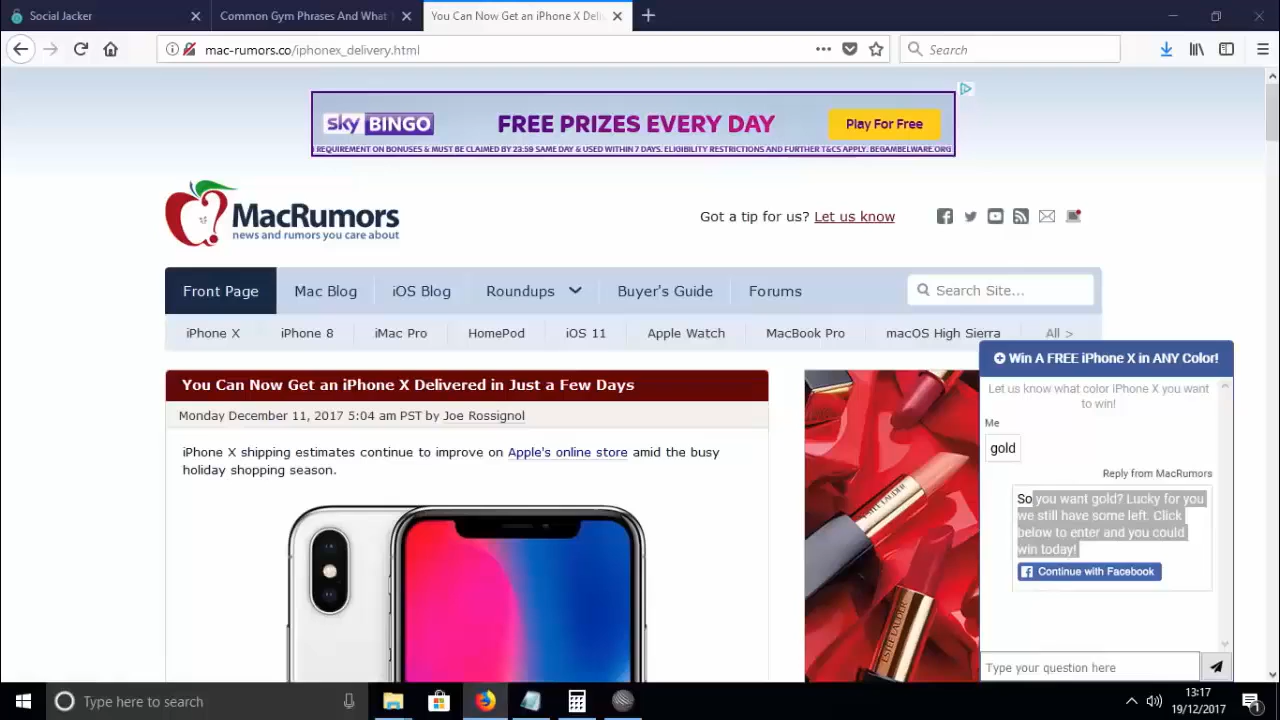 Social Jacker
Common Gym Phrases And What
You Can Now Get an iPhone X Deliv
mac-rumors.co/iphonex_delivery.html
Search
sky BINGO
FREE PRIZES EVERY DAY
Play For Free
REQUIREMENT ON BONUSES & MUST BE CLAIMED BY 23:59 SAME DAY & USED WITHIN 7 DAYS. ELIGIBILITY RESTRICTIONS AND FURTHER T&CS APPLY. BEGAMBLEWARE.ORG
MacRumors
news and rumors you care about
Got a tip for us? Let us know
Front Page
Mac Blog
iOS Blog
Roundups
Buyer's Guide
Forums
Search Site...
iPhone X
iPhone 8
iMac Pro
HomePod
iOS 11
Apple Watch
MacBook Pro
macOS High Sierra
All >
You Can Now Get an iPhone X Delivered in Just a Few Days
Monday December 11, 2017 5:04 am PST by Joe Rossignol
iPhone X shipping estimates continue to improve on Apple's online store amid the busy
holiday shopping season.
ESTEE LAUDER
ESTEE LAUDER
Win A FREE iPhone X in ANY Color!
Let us know what color iPhone X you want
to win!
Me
gold
Reply from MacRumors
So you want gold? Lucky for you
we still have some left. Click
below to enter and you could
win today!
Continue with Facebook
Type your question here
Type here to search
13:17
19/12/2017
1